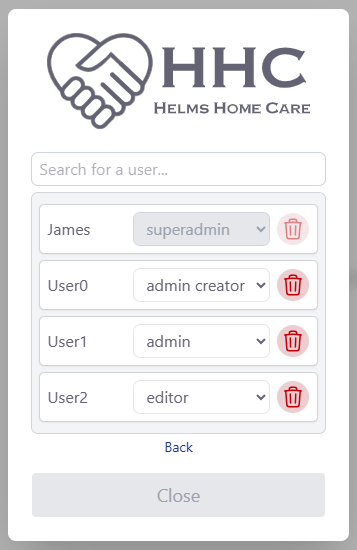 HHC
HELMS HOME CARE
Search for a user...
James superadmin
User0 admin creator
User1 admin
User2 editor
Back
Close